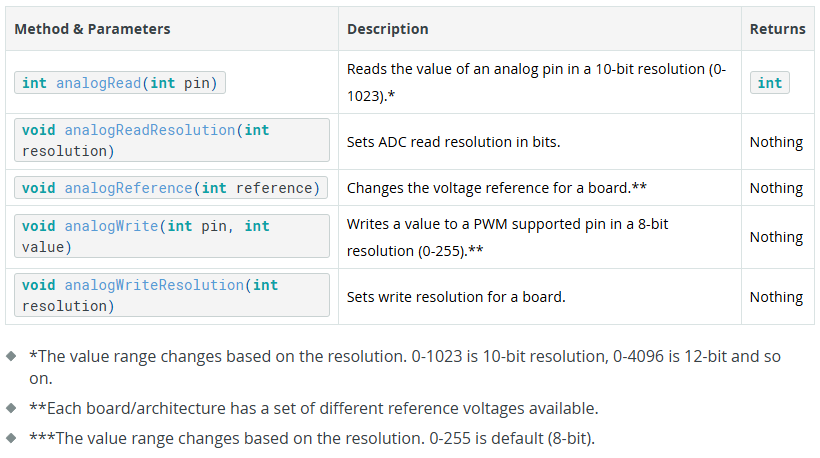 Method & Parameters Description Returns
int analogRead(int pin)
Reads the value of an analog pin in a 10-bit resolution (0-
1023).*
int
void analogReadResolution(int
resolution)
Sets ADC read resolution in bits.
Nothing
void analogReference(int reference)
Changes the voltage reference for a board.**
Nothing
void analogWrite(int pin, int
value)
Writes a value to a PWM supported pin in a 8-bit
resolution (0-255).**
Nothing
void analogWriteResolution(int
resolution)
Sets write resolution for a board.
Nothing
*The value range changes based on the resolution. 0-1023 is 10-bit resolution, 0-4096 is 12-bit and so
on.
**Each board/architecture has a set of different reference voltages available.
***The value range changes based on the resolution. 0-255 is default (8-bit).